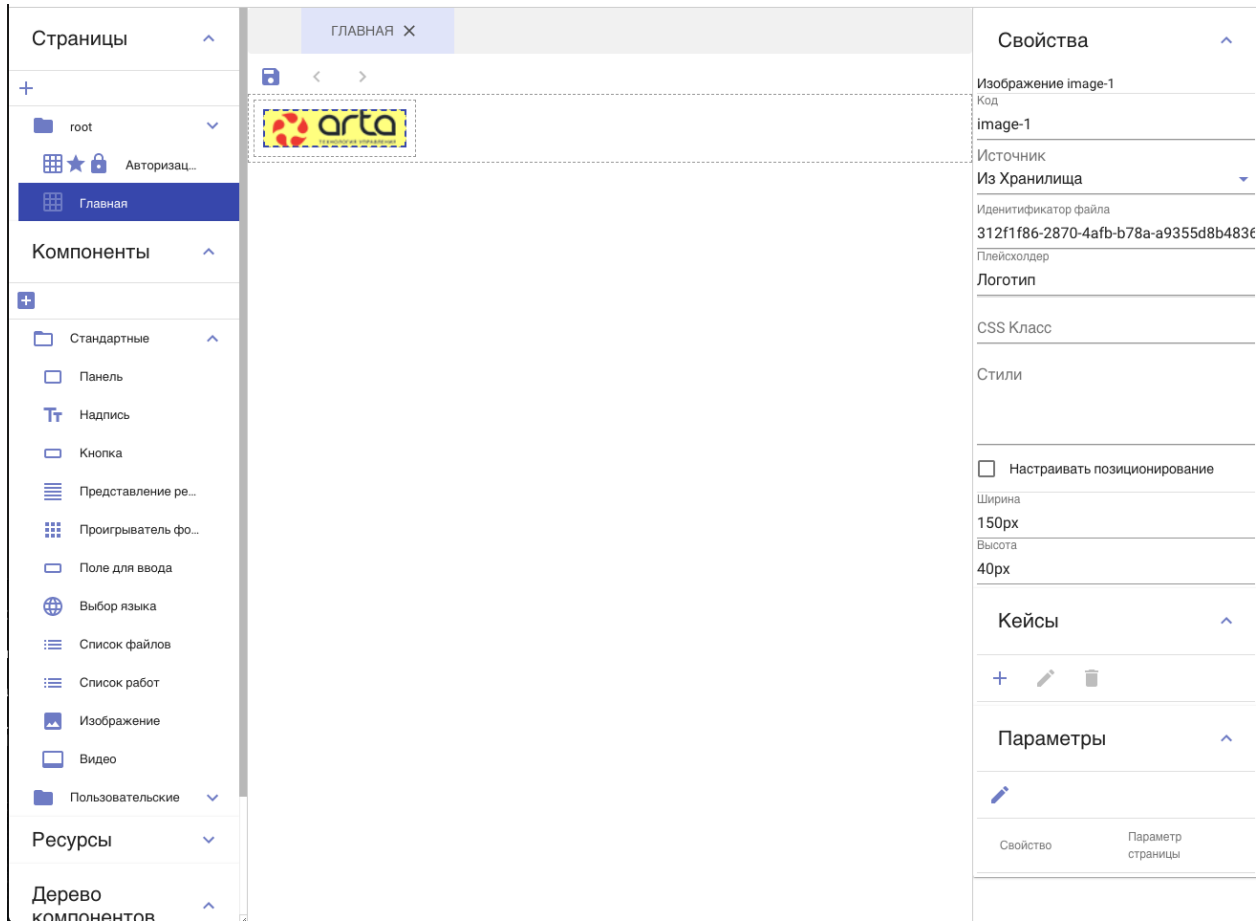 Страницы
root
Авторизац...
Главная
Компоненты
Стандартные
Панель
Надпись
Кнопка
Представление ре...
Проигрыватель фо...
Поле для ввода
Выбор языка
Список файлов
Список работ
Изображение
Видео
Пользовательские
Ресурсы
Дерево
компонентов
ГЛАВНАЯ
arta
ТЕХНОЛОГИЯ УПРАВЛЕНИЯ
Свойства
Изображение image-1
Код
image-1
Источник
Из Хранилища
Иденитификатор файла
312f1f86-2870-4afb-b78a-a9355d8b4836
Плейсхолдер
Логотип
CSS Класс
Стили
Настраивать позиционирование
Ширина
150px
Высота
40px
Кейсы
Параметры
Свойство
Параметр
страницы